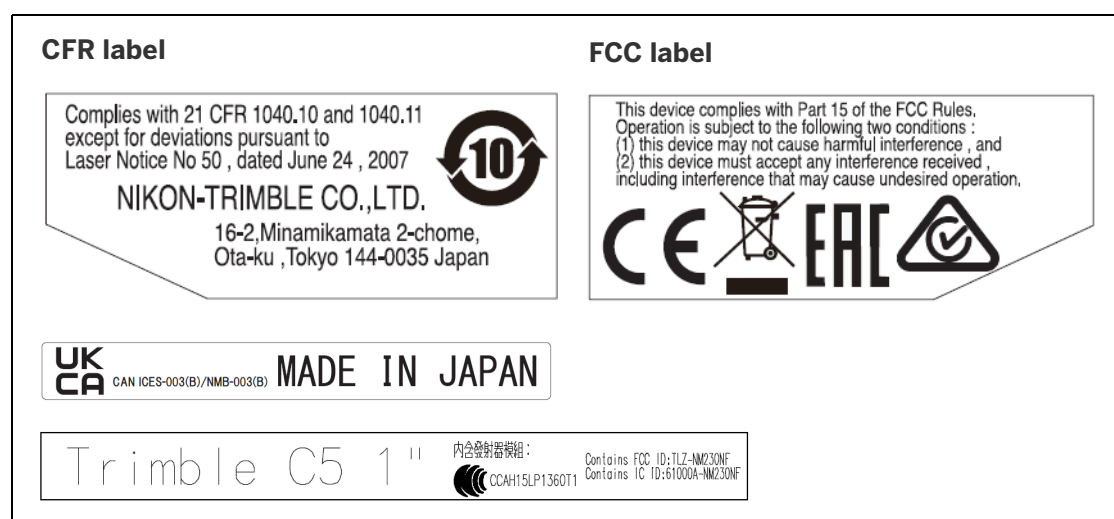 CFR label
Complies with 21 CFR 1040.10 and 1040.11
except for deviations pursuant to
Laser Notice No 50 , dated June 24 , 2007
10
NIKON-TRIMBLE CO.,LTD.
16-2,Minamikamata 2-chome,
Ota-ku ,Tokyo 144-0035 Japan
FCC label
This device complies with Part 15 of the FCC Rules.
Operation is subject to the following two conditions :
(1) this device may not cause harmful interference , and
(2) this device must accept any interference received ,
including interference that may cause undesired operation.
CE EAC
UK
CA CAN ICES-003(B)/NMB-003(B) MADE IN JAPAN
Trimble C5 1"
內含發射器模組：
CCAH15LP1360T1
Contains FCC ID:TLZ-NM230NF
Contains IC ID:61000A-NM230NF